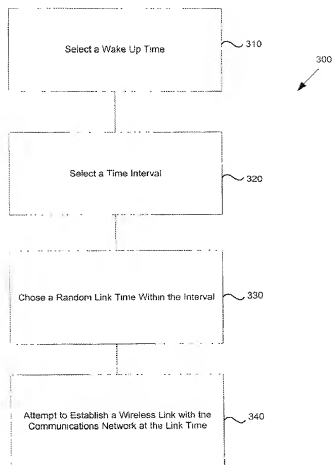 Select a Wake Up Time
310
300
Select a Time Interval
320
Chose a Random Link Time Within the Interval
330
Attempt to Establish a Wireless Link with the
Communications Network at the Link Time
340